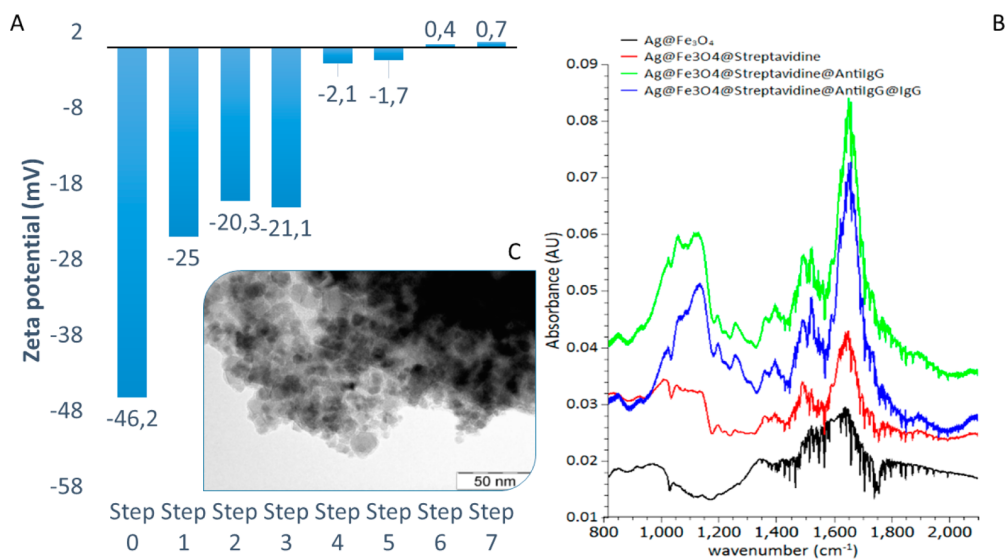 A
B
C
Zeta potential (mV)
2
-8
-18
-28
-38
-48
-58
-46,2
-25
-20,3
-21,1
-2,1
-1,7
0,4
0,7
Step Step Step Step Step Step Step Step
0 1 2 3 4 5 6 7
50 nm
Ag@Fe₃O₄
Ag@Fe3O4@Streptavidine
Ag@Fe3O4@Streptavidine@AntiIgG
Ag@Fe3O4@Streptavidine@AntiIgG@IgG
Absorbance (AU)
0.09
0.08
0.07
0.06
0.05
0.04
0.03
0.02
0.01
800 1,000 1,200 1,400 1,600 1,800 2,000
wavenumber (cm⁻¹)